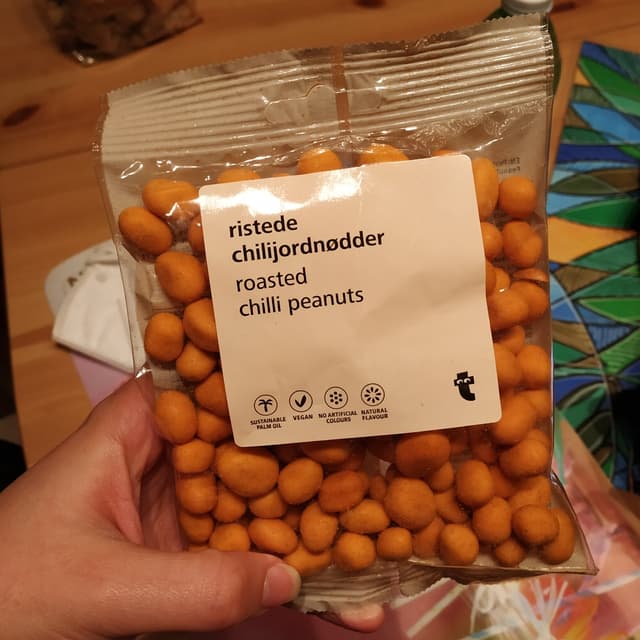 ristede
chilijordnødder
roasted
chilli peanuts
SUSTAINABLE
PALM OIL
VEGAN
NO ARTIFICIAL
COLOURS
NATURAL
FLAVOUR